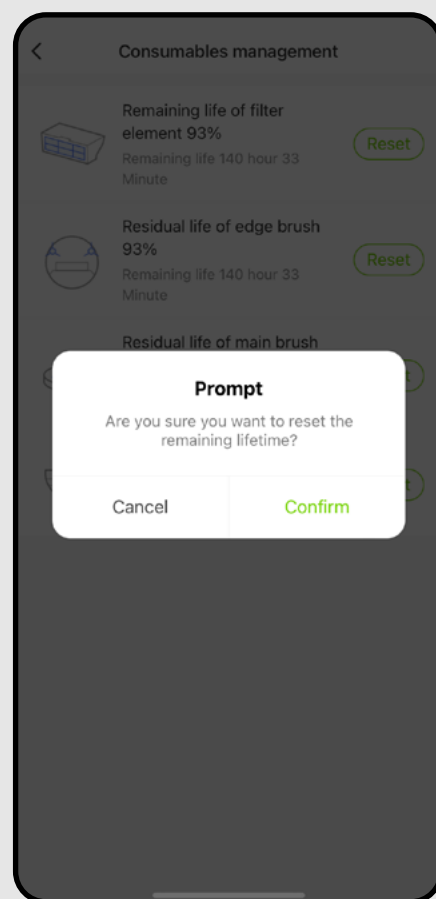 Consumables management
Remaining life of filter
element 93%
Remaining life 140 hour 33
Minute
Reset
Residual life of edge brush
93%
Remaining life 140 hour 33
Minute
Reset
Residual life of main brush
Prompt
Are you sure you want to reset the
remaining lifetime?
Cancel
Confirm